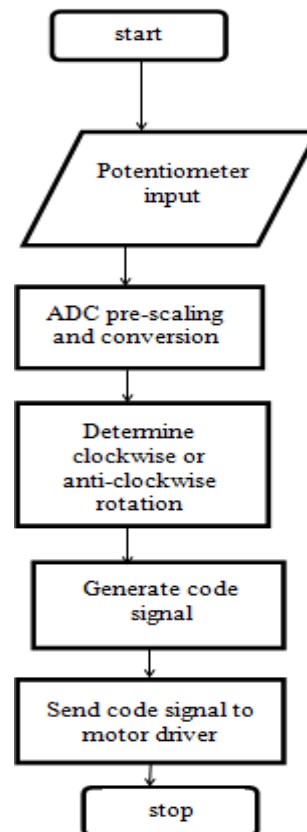 start
Potentiometer
input
ADC pre-scaling
and conversion
Determine
clockwise or
anti-clockwise
rotation
Generate code
signal
Send code signal to
motor driver
stop